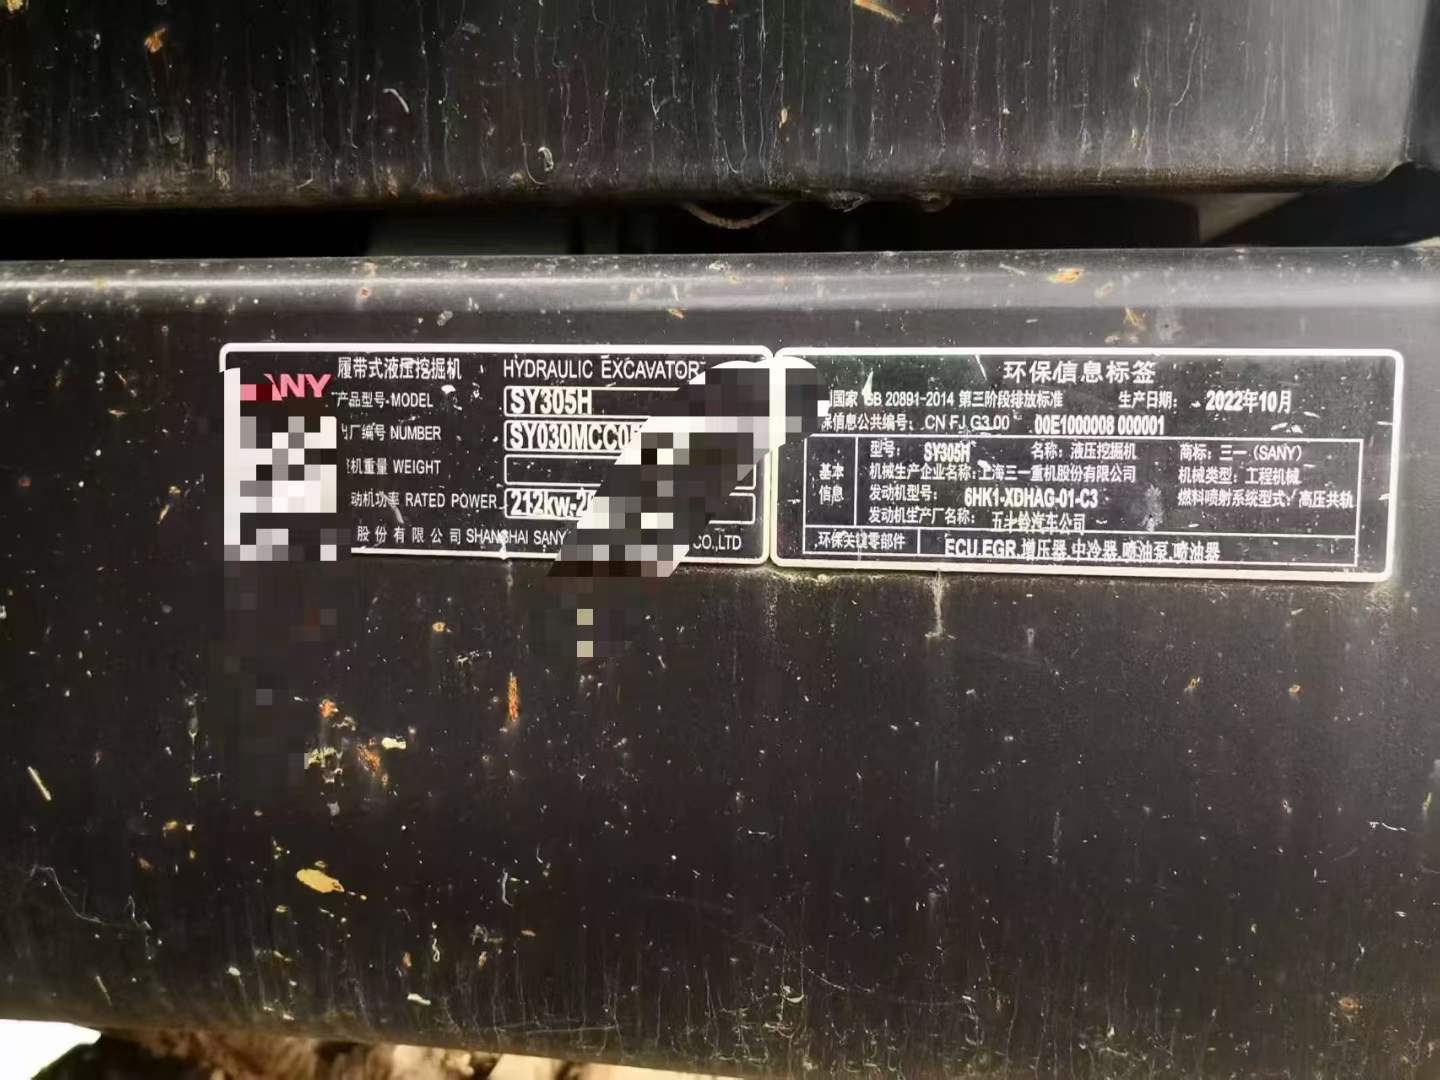 NY
履带式液压挖掘机 HYDRAULIC EXCAVATOR
产品型号·MODEL SY305H
出厂编号 NUMBER SY030MCC0
机重量 WEIGHT
动机功率 RATED POWER 212kw-2
股份有限公司 SHANGHAI SANY CO.,LTD
环保信息标签
国家 GB 20891-2014 第三阶段排放标准 生产日期: 2022年10月
保信息公共编号: CN FJ G3 00 00E1000008 000001
基本信息
型号: SY305H 名称: 液压挖掘机 商标: 三一 (SANY)
机械生产企业名称: 上海三一重机股份有限公司 机械类型: 工程机械
发动机型号: 6HK1-XDHAG-01-C3 燃料喷射系统型式: 高压共轨
发动机生产厂名称: 五十铃汽车公司
环保关键零部件 ECU.EGR.增压器.中冷器.喷油泵.喷油器